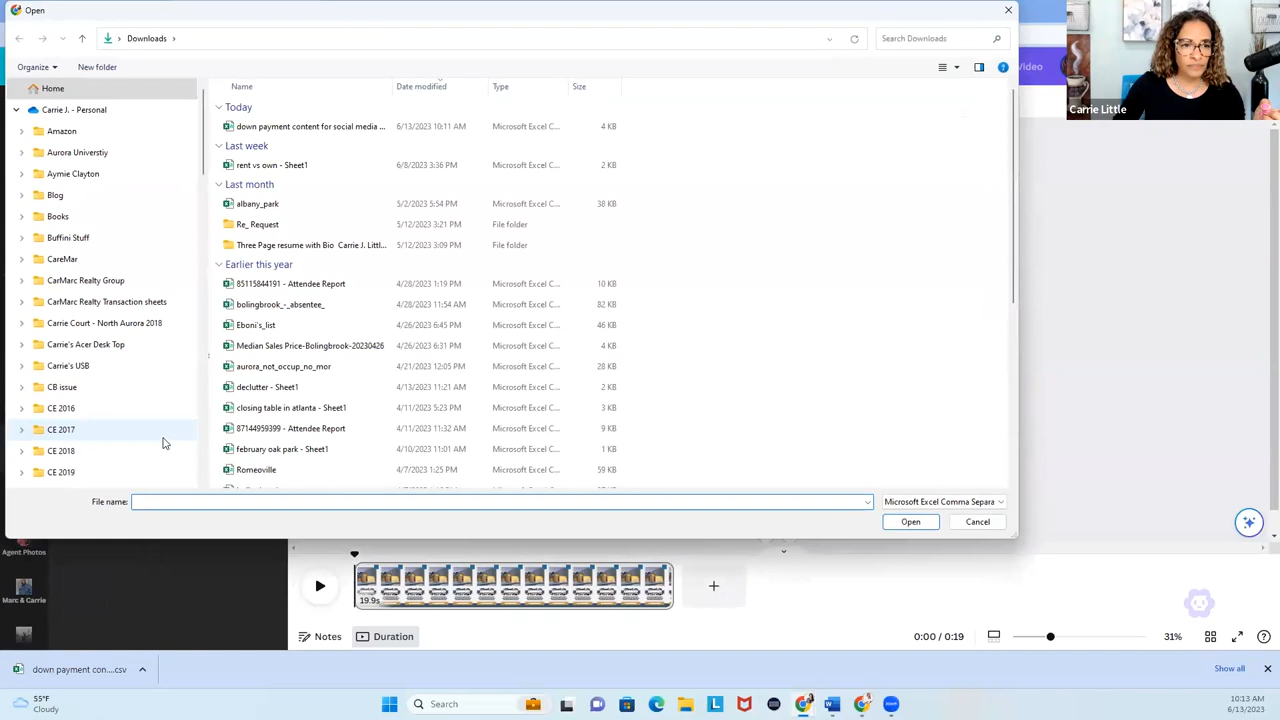 Open
Downloads
Search Downloads
Organize
New folder
Video
Carrie Little
Home
Carrie J. - Personal
Amazon
Aurora Universtiy
Aymie Clayton
Blog
Books
Buffini Stuff
CareMar
CarMarc Realty Group
CarMarc Realty Transaction sheets
Carrie Court - North Aurora 2018
Carrie's Acer Desk Top
Carrie's USB
CB issue
CE 2016
CE 2017
CE 2018
CE 2019
Name Date modified Type Size
Today
down payment content for social media ... 6/13/2023 10:11 AM Microsoft Excel C... 4 KB
Last week
rent vs own - Sheet1 6/8/2023 3:36 PM Microsoft Excel C... 2 KB
Last month
albany_park 5/2/2023 5:54 PM Microsoft Excel C... 38 KB
Re_ Request 5/12/2023 3:21 PM File folder
Three Page resume with Bio Carrie J. Littl... 5/12/2023 3:09 PM File folder
Earlier this year
85115844191 - Attendee Report 4/28/2023 1:19 PM Microsoft Excel C... 10 KB
bolingbrook_-_absentee_ 4/28/2023 11:54 AM Microsoft Excel C... 82 KB
Eboni's_list 4/26/2023 6:45 PM Microsoft Excel C... 46 KB
Median Sales Price-Bolingbrook-20230426 4/26/2023 6:31 PM Microsoft Excel C... 4 KB
aurora_not_occup_no_mor 4/21/2023 12:05 PM Microsoft Excel C... 28 KB
declutter - Sheet1 4/13/2023 11:21 AM Microsoft Excel C... 2 KB
closing table in atlanta - Sheet1 4/11/2023 5:23 PM Microsoft Excel C... 3 KB
87144959399 - Attendee Report 4/11/2023 11:32 AM Microsoft Excel C... 9 KB
february oak park - Sheet1 4/10/2023 11:01 AM Microsoft Excel C... 1 KB
Romeoville 4/7/2023 1:25 PM Microsoft Excel C... 59 KB
File name: Microsoft Excel Comma Separa
Open Cancel
Agent Photos
Marc & Carrie
19.9s
Notes Duration 0:00 / 0:19 31%
down payment con....csv Show all
55°F
Cloudy
Search
10:13 AM
6/13/2023